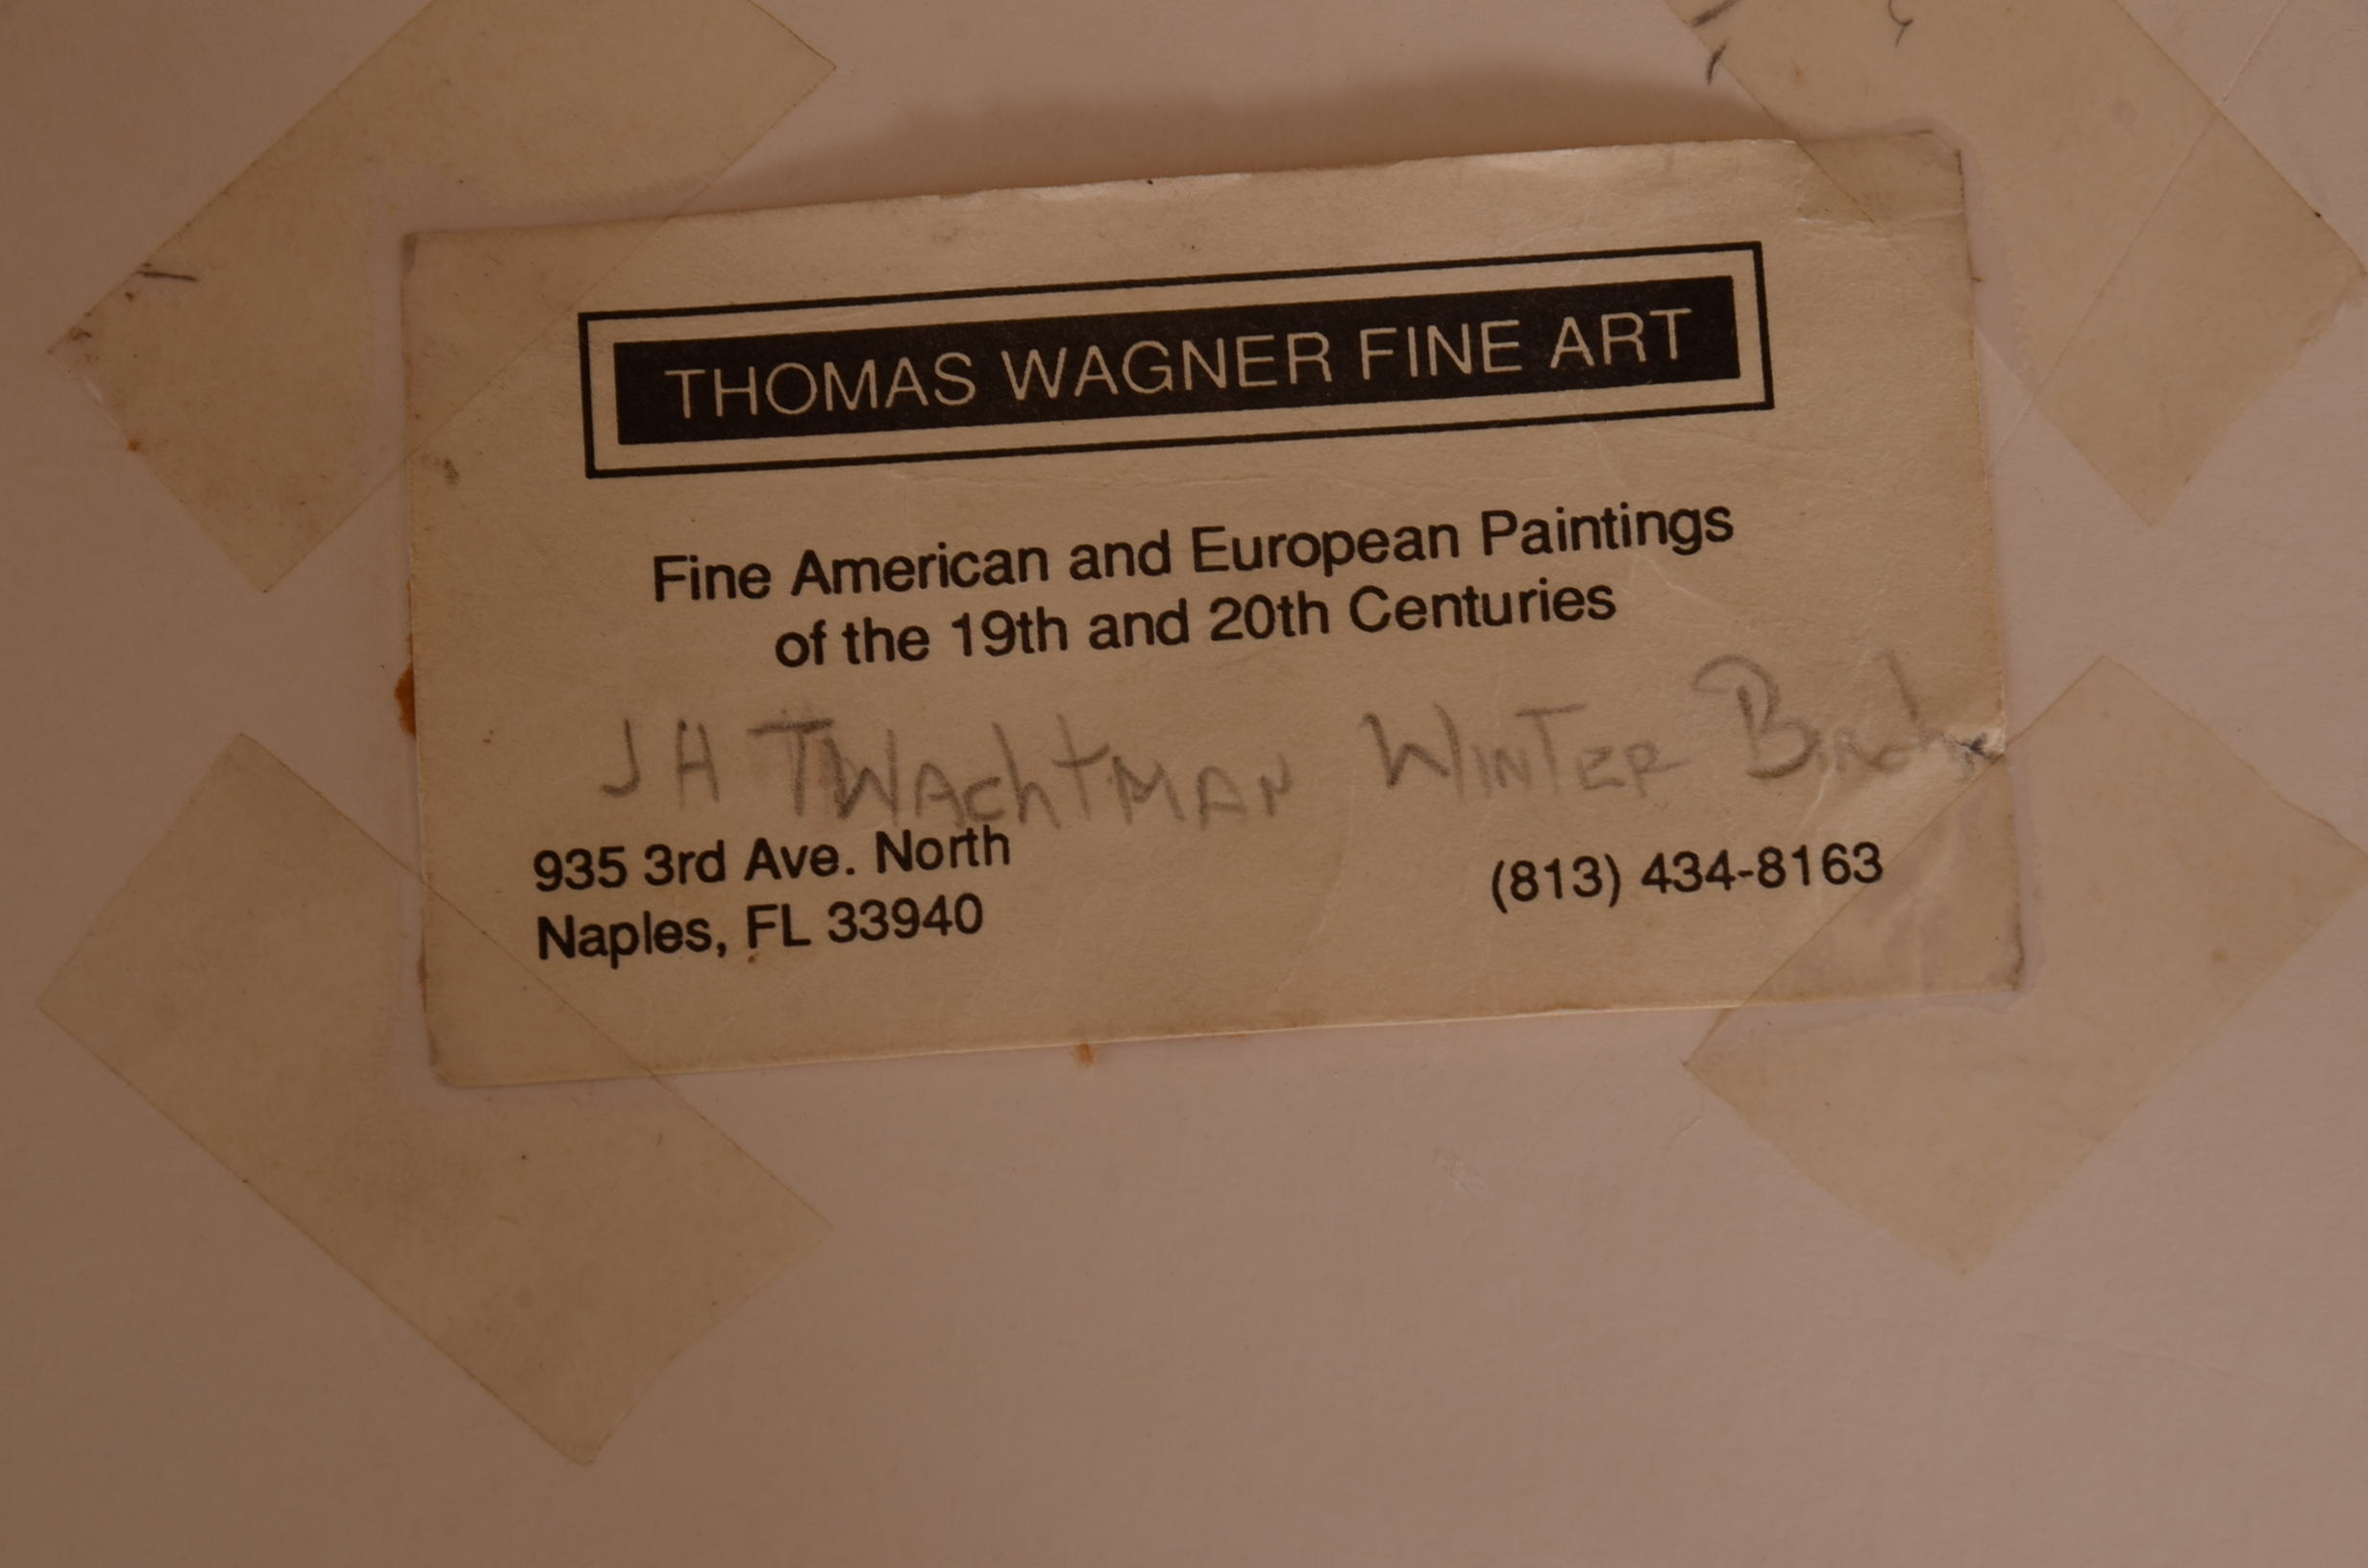 THOMAS WAGNER FINE ART
Fine American and European Paintings
of the 19th and 20th Centuries
JH TWAchtMAN WINTER
935 3rd Ave. North
(813) 434-8163
Naples, FL 33940